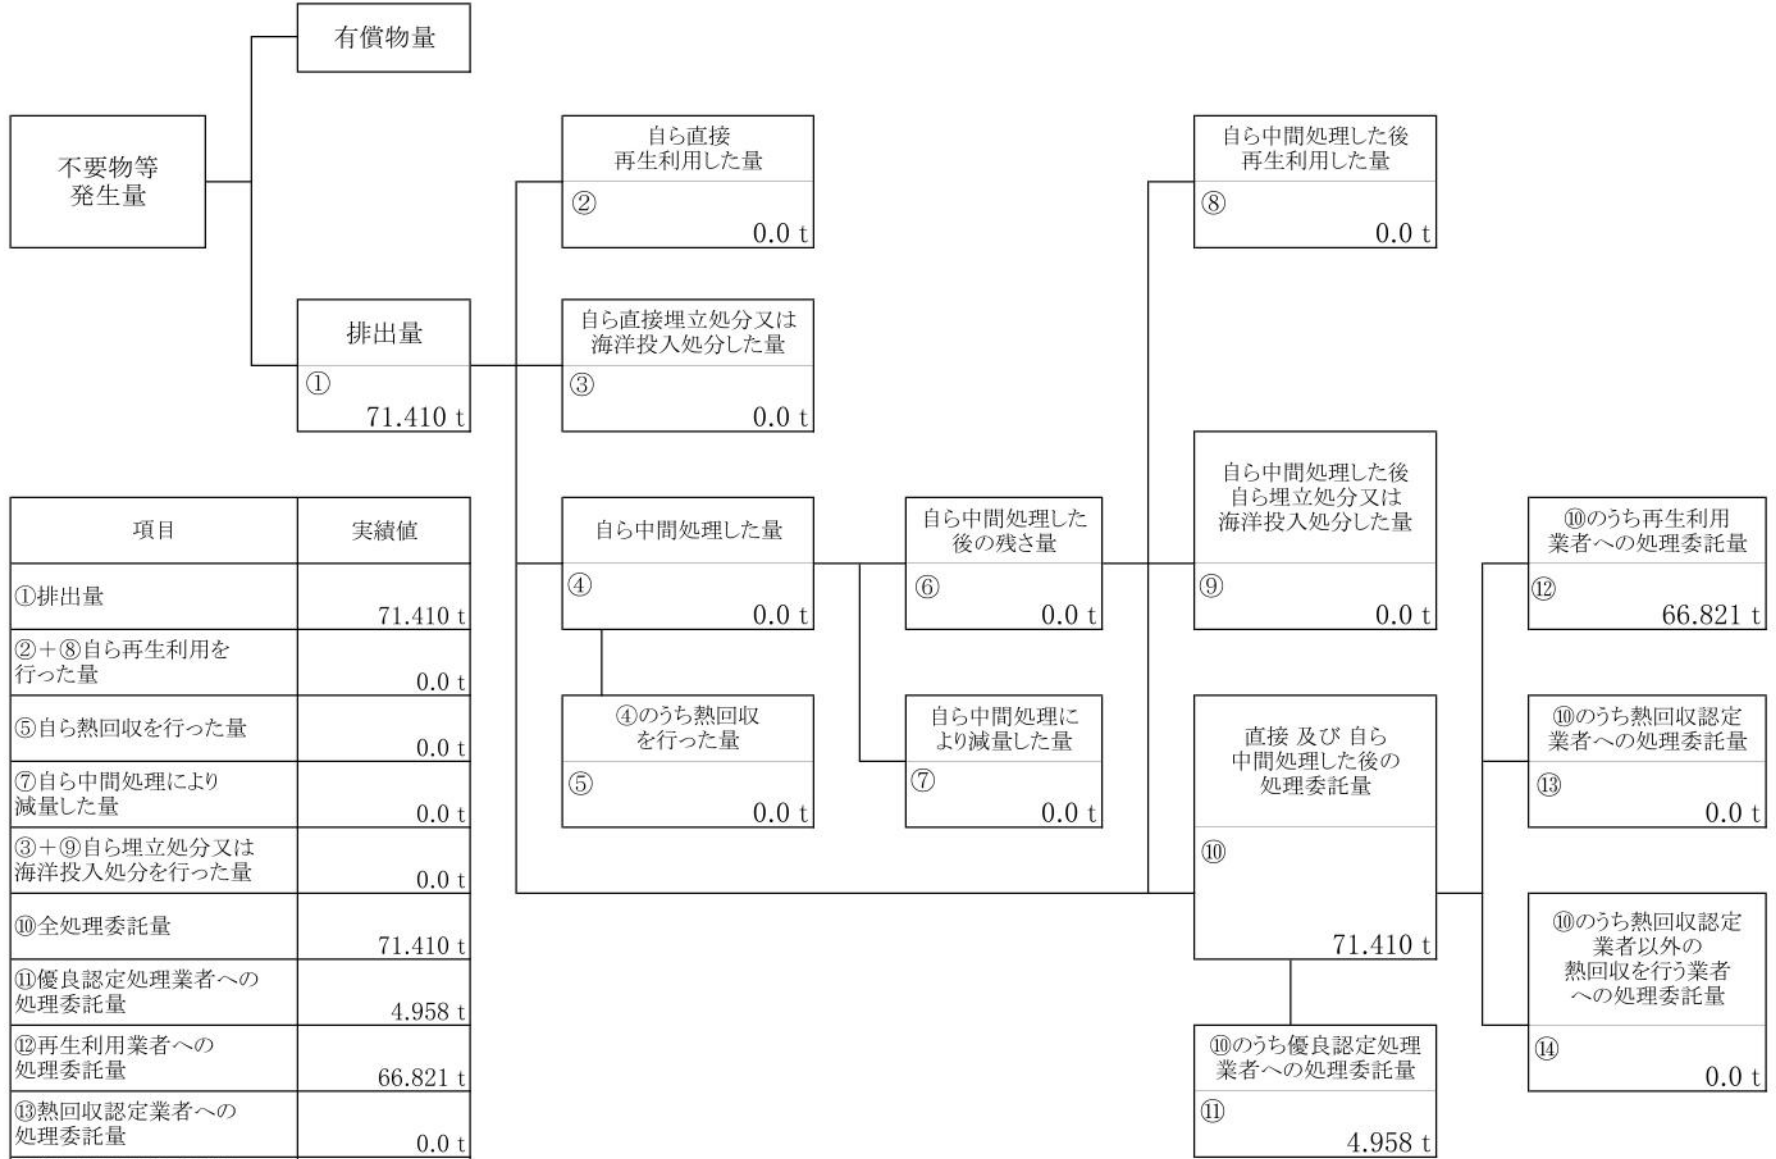 有償物量
不要物等
発生量
自ら直接
再生利用した量
②
0.0 t
自ら中間処理した後
再生利用した量
⑧
0.0 t
排出量
①
71.410 t
自ら直接埋立処分又は
海洋投入処分した量
③
0.0 t
自ら中間処理した量
④
0.0 t
自ら中間処理した
後の残さ量
⑥
0.0 t
自ら中間処理した後
自ら埋立処分又は
海洋投入処分した量
⑨
0.0 t
⑩のうち再生利用
業者への処理委託量
⑫
66.821 t
④のうち熱回収
を行った量
⑤
0.0 t
自ら中間処理に
より減量した量
⑦
0.0 t
直接 及び 自ら
中間処理した後の
処理委託量
⑩
71.410 t
⑩のうち熱回収認定
業者への処理委託量
⑬
0.0 t
⑩のうち熱回収認定
業者以外の
熱回収を行う業者
への処理委託量
⑭
0.0 t
⑩のうち優良認定処理
業者への処理委託量
⑪
4.958 t
項目 実績値
①排出量
71.410 t
②＋⑧自ら再生利用を
行った量
0.0 t
⑤自ら熱回収を行った量
0.0 t
⑦自ら中間処理により
減量した量
0.0 t
③＋⑨自ら埋立処分又は
海洋投入処分を行った量
0.0 t
⑩全処理委託量
71.410 t
⑪優良認定処理業者への
処理委託量
4.958 t
⑫再生利用業者への
処理委託量
66.821 t
⑬熱回収認定業者への
処理委託量
0.0 t